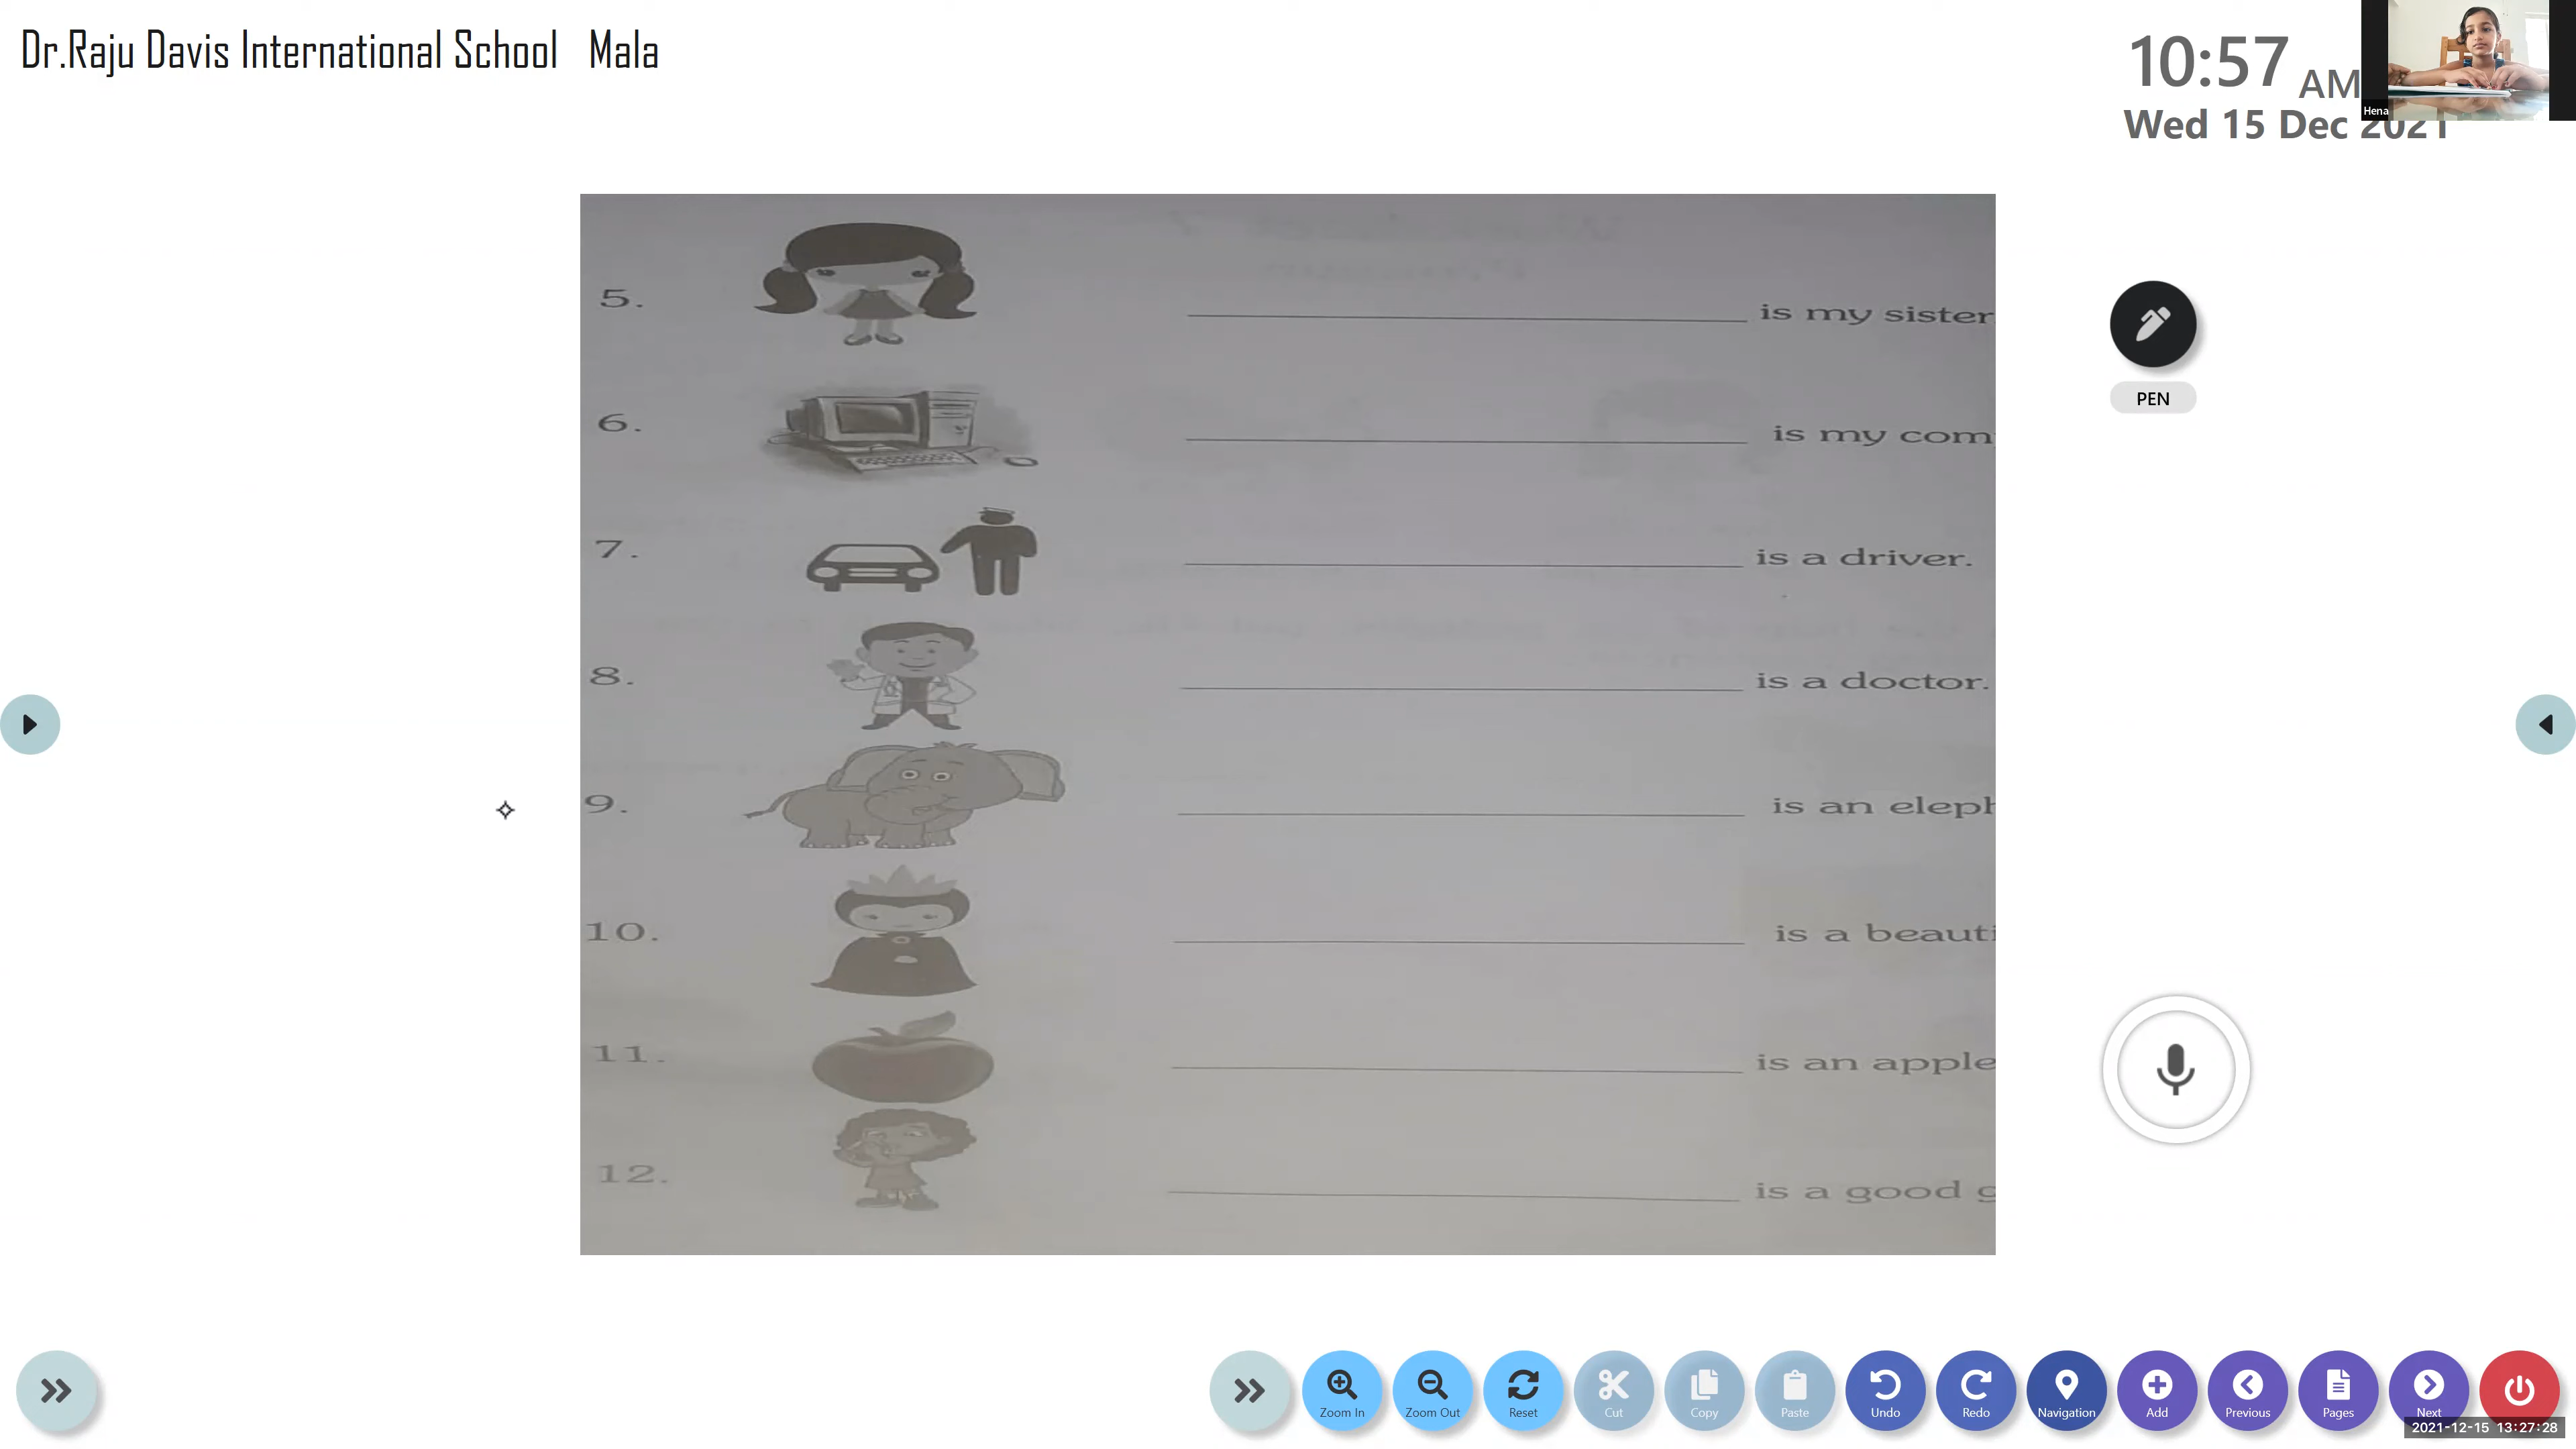 Dr.Raju Davis International School Mala
10:57 AM
Wed 15 Dec 2021
Hena
5. is my sister
6. is my com
PEN
7. is a driver.
8. is a doctor.
9. is an eleph
10. is a beauti
11. is an apple
12. is a good
Zoom In Zoom Out Reset Cut Copy Paste Undo Redo Navigation Add Previous Pages Next
2021-12-15 13:27:28